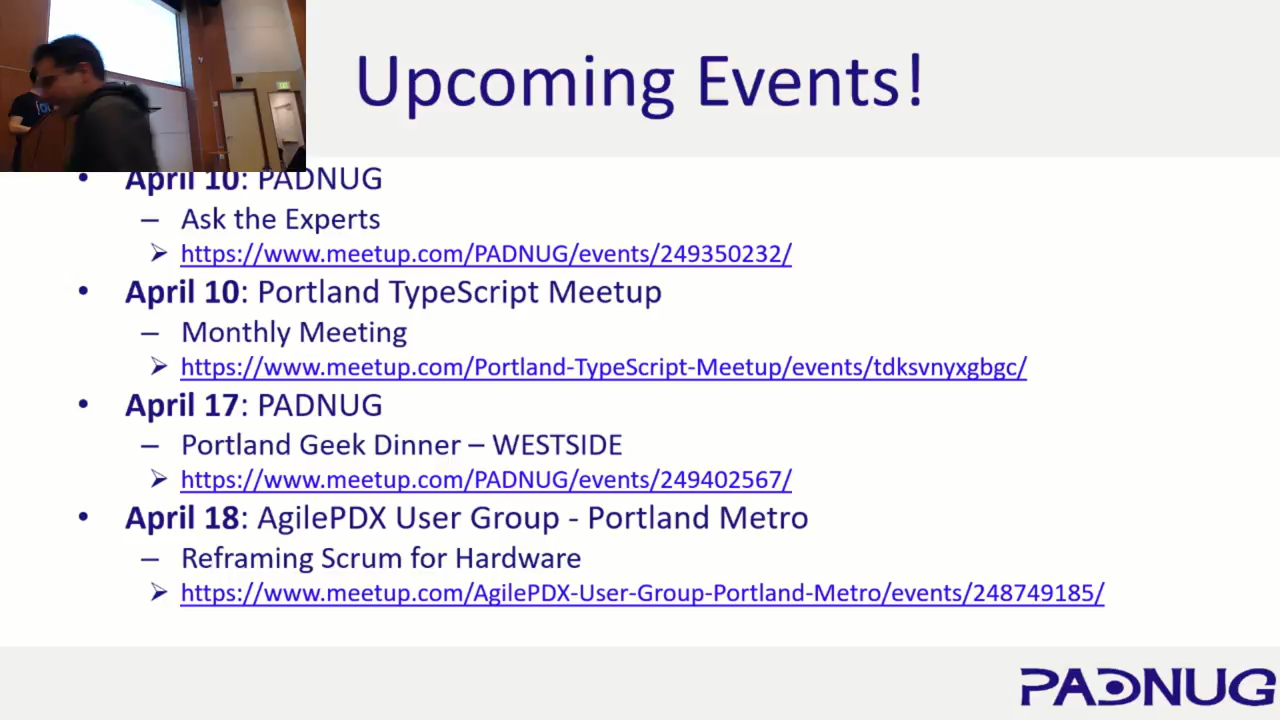 Upcoming Events!
• April 10: PADNUG
– Ask the Experts
➢ https://www.meetup.com/PADNUG/events/249350232/
• April 10: Portland TypeScript Meetup
– Monthly Meeting
➢ https://www.meetup.com/Portland-TypeScript-Meetup/events/tdksvnyxgbgc/
• April 17: PADNUG
– Portland Geek Dinner – WESTSIDE
➢ https://www.meetup.com/PADNUG/events/249402567/
• April 18: AgilePDX User Group - Portland Metro
– Reframing Scrum for Hardware
➢ https://www.meetup.com/AgilePDX-User-Group-Portland-Metro/events/248749185/
PADNUG